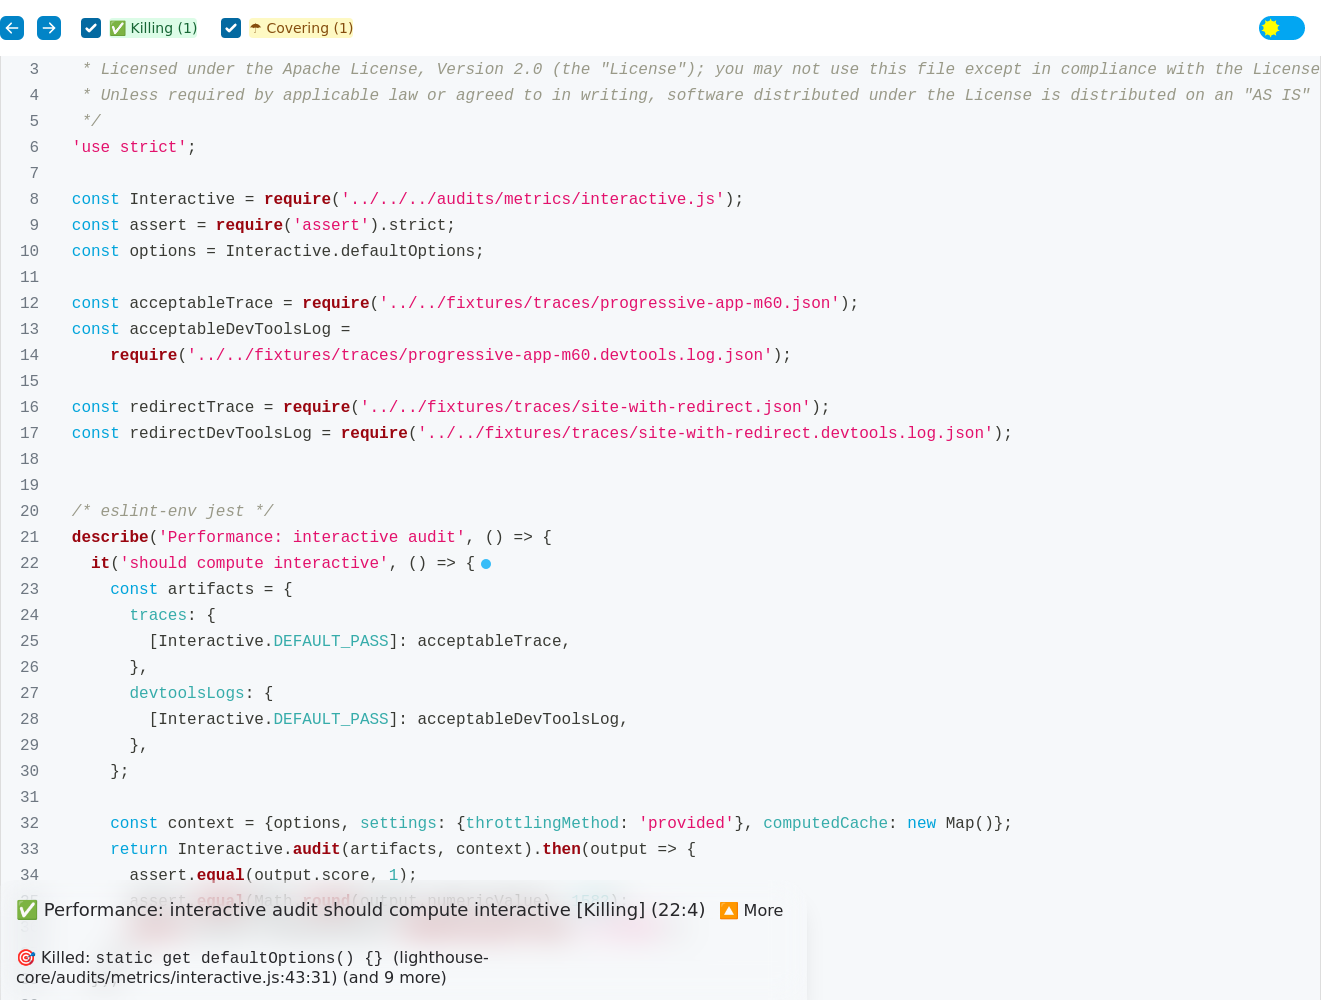 ✅ Killing (1) ☂ Covering (1)
3 * Licensed under the Apache License, Version 2.0 (the "License"); you may not use this file except in compliance with the License
4 * Unless required by applicable law or agreed to in writing, software distributed under the License is distributed on an "AS IS"
5 */
6 'use strict';
7
8 const Interactive = require('../../../audits/metrics/interactive.js');
9 const assert = require('assert').strict;
10 const options = Interactive.defaultOptions;
11
12 const acceptableTrace = require('../../fixtures/traces/progressive-app-m60.json');
13 const acceptableDevToolsLog =
14 require('../../fixtures/traces/progressive-app-m60.devtools.log.json');
15
16 const redirectTrace = require('../../fixtures/traces/site-with-redirect.json');
17 const redirectDevToolsLog = require('../../fixtures/traces/site-with-redirect.devtools.log.json');
18
19
20 /* eslint-env jest */
21 describe('Performance: interactive audit', () => {
22 it('should compute interactive', () => {
23 const artifacts = {
24 traces: {
25 [Interactive.DEFAULT_PASS]: acceptableTrace,
26 },
27 devtoolsLogs: {
28 [Interactive.DEFAULT_PASS]: acceptableDevToolsLog,
29 },
30 };
31
32 const context = {options, settings: {throttlingMethod: 'provided'}, computedCache: new Map()};
33 return Interactive.audit(artifacts, context).then(output => {
34 assert.equal(output.score, 1);
✅ Performance: interactive audit should compute interactive [Killing] (22:4) 🔼 More
🎯 Killed: static get defaultOptions() {} (lighthouse-
core/audits/metrics/interactive.js:43:31) (and 9 more)